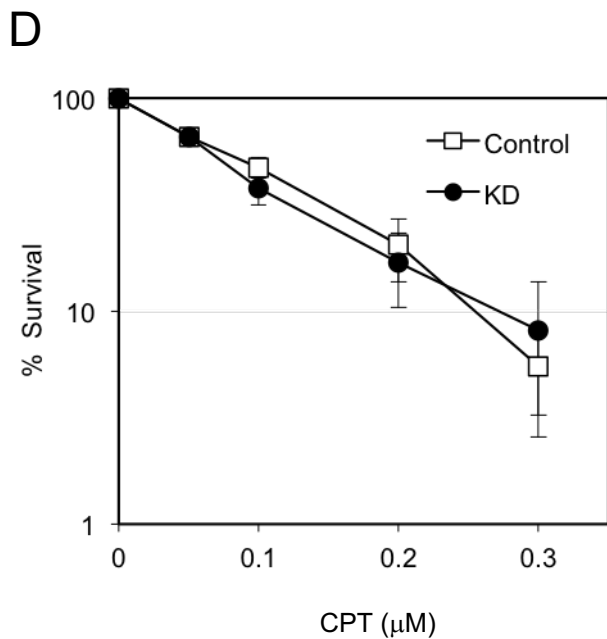 D
100
10
1
% Survival
Control
KD
0
0.1
0.2
0.3
CPT (μM)